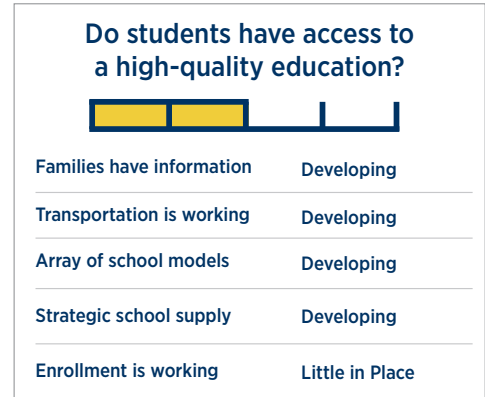 Do students have access to
a high-quality education?
Families have information Developing
Transportation is working Developing
Array of school models Developing
Strategic school supply Developing
Enrollment is working Little in Place